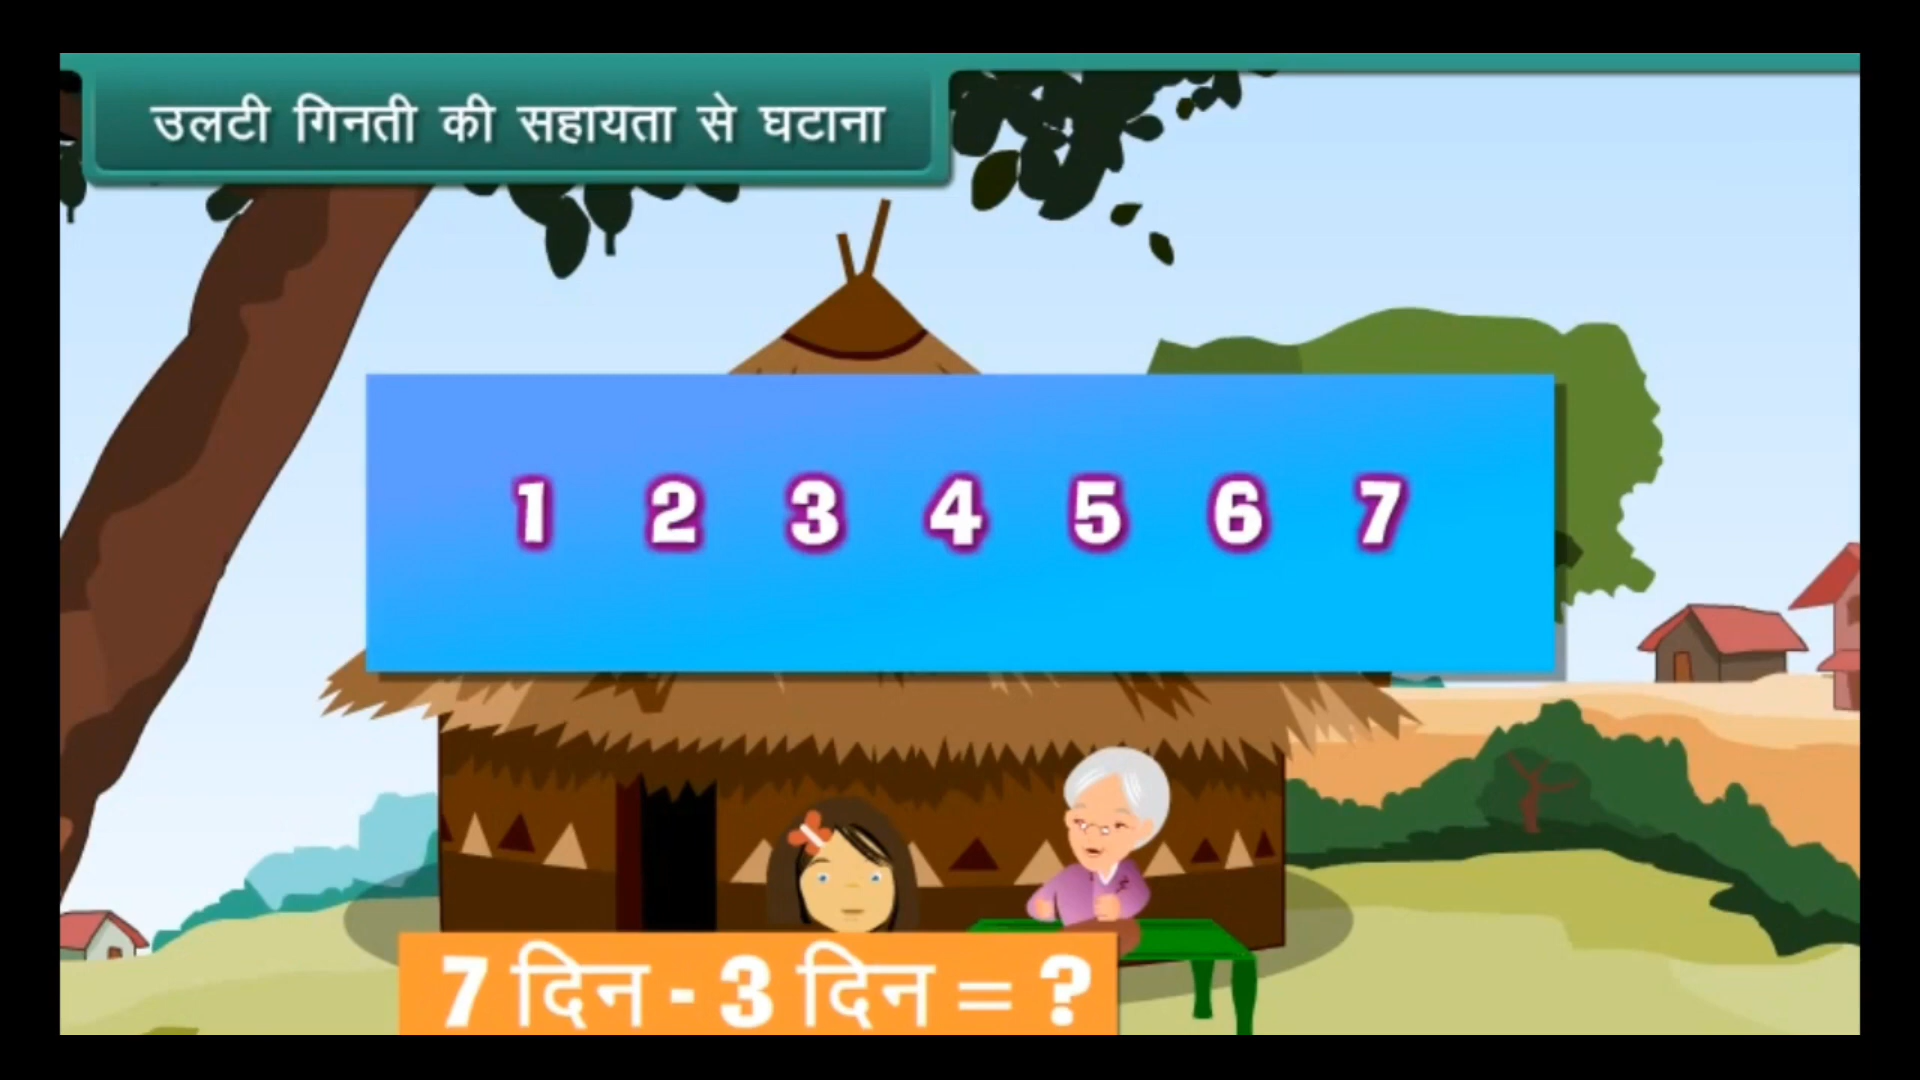 उलटी गिनती की सहायता से घटाना
1 2 3 4 5 6 7
7 दिन - 3 दिन = ?